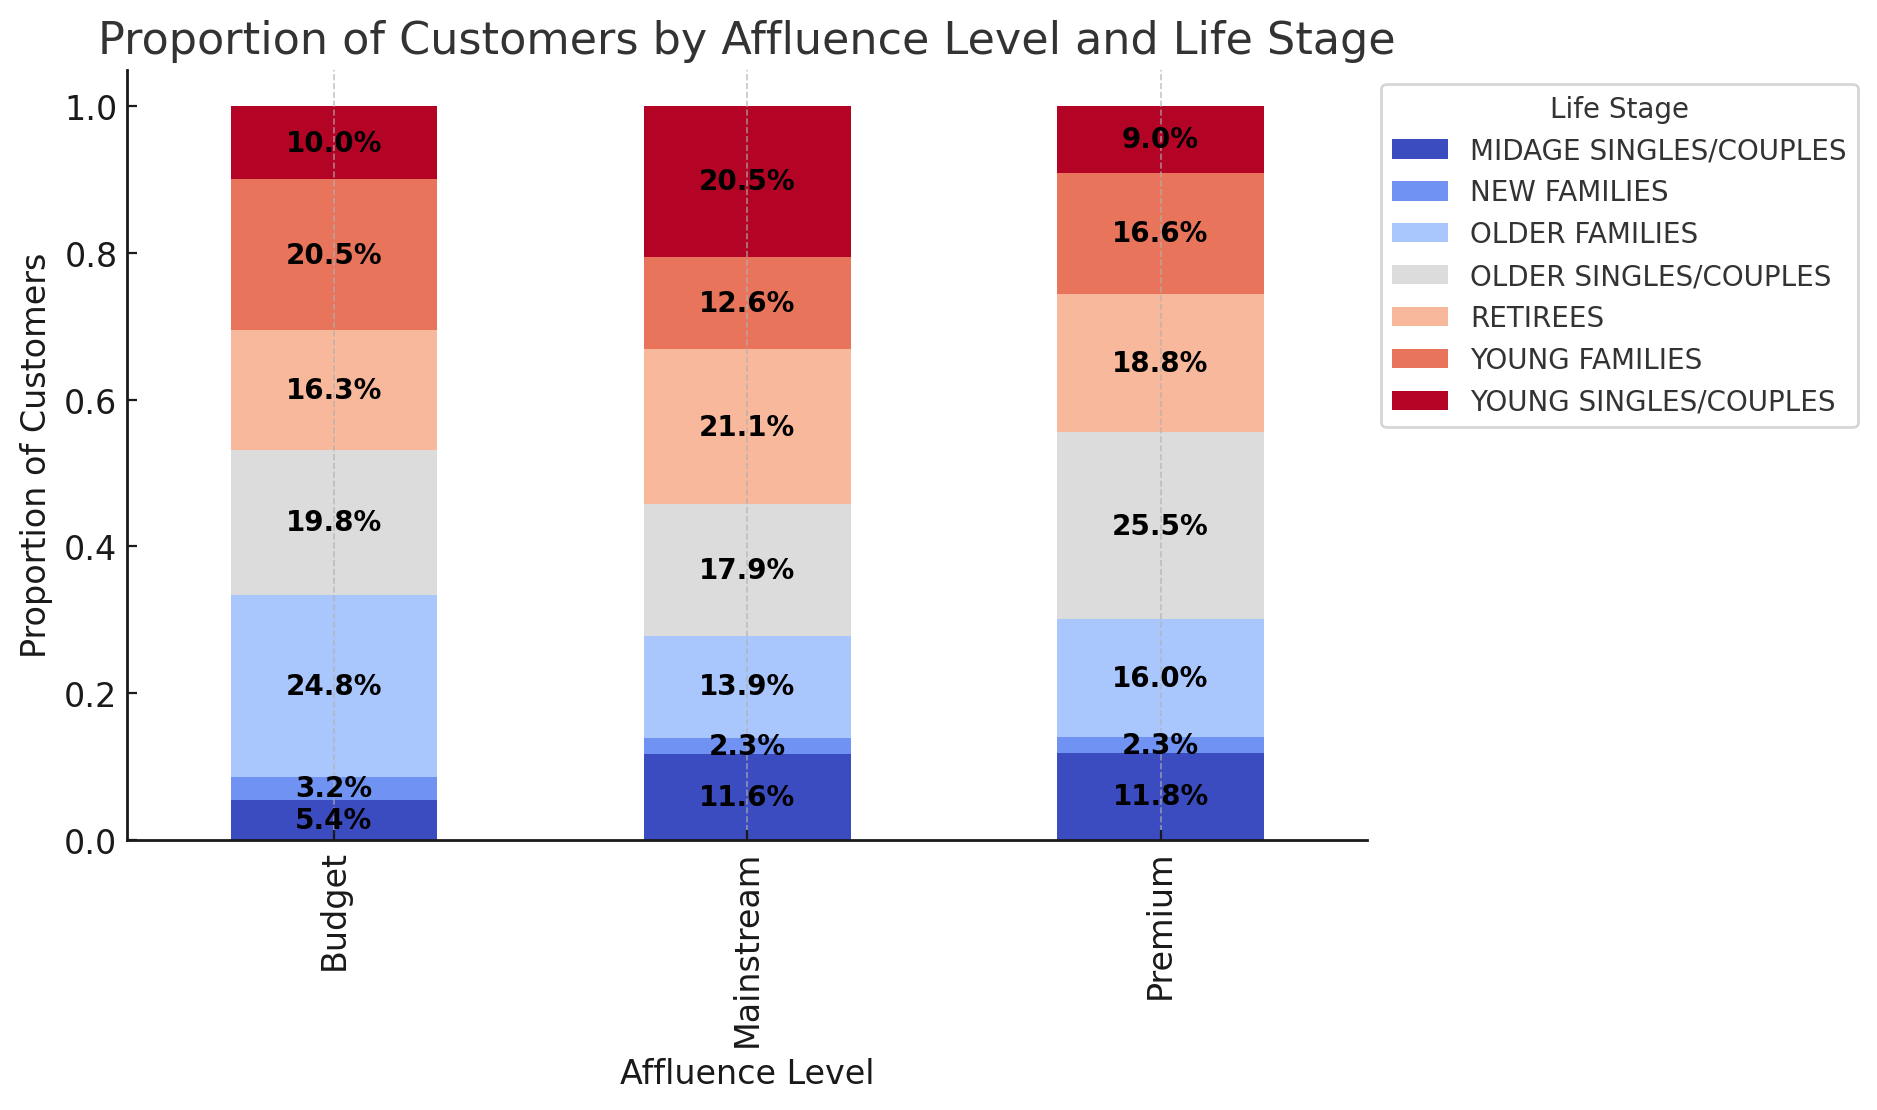 Proportion of Customers by Affluence Level and Life Stage
Proportion of Customers
1.0
0.8
0.6
0.4
0.2
0.0
10.0%
20.5%
16.3%
19.8%
24.8%
3.2%
5.4%
20.5%
12.6%
21.1%
17.9%
13.9%
2.3%
11.6%
9.0%
16.6%
18.8%
25.5%
16.0%
2.3%
11.8%
Budget
Mainstream
Premium
Affluence Level
Life Stage
MIDAGE SINGLES/COUPLES
NEW FAMILIES
OLDER FAMILIES
OLDER SINGLES/COUPLES
RETIREES
YOUNG FAMILIES
YOUNG SINGLES/COUPLES